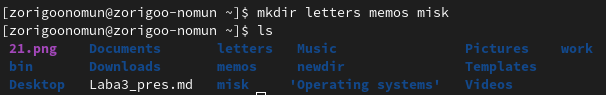 [zorigoonomun@zorigoo-nomun ~]$ mkdir letters memos misk
[zorigoonomun@zorigoo-nomun ~]$ ls
21.png Documents letters Music Pictures work
bin Downloads memos newdir Templates
Desktop Laba3_pres.md misk 'Operating systems' Videos